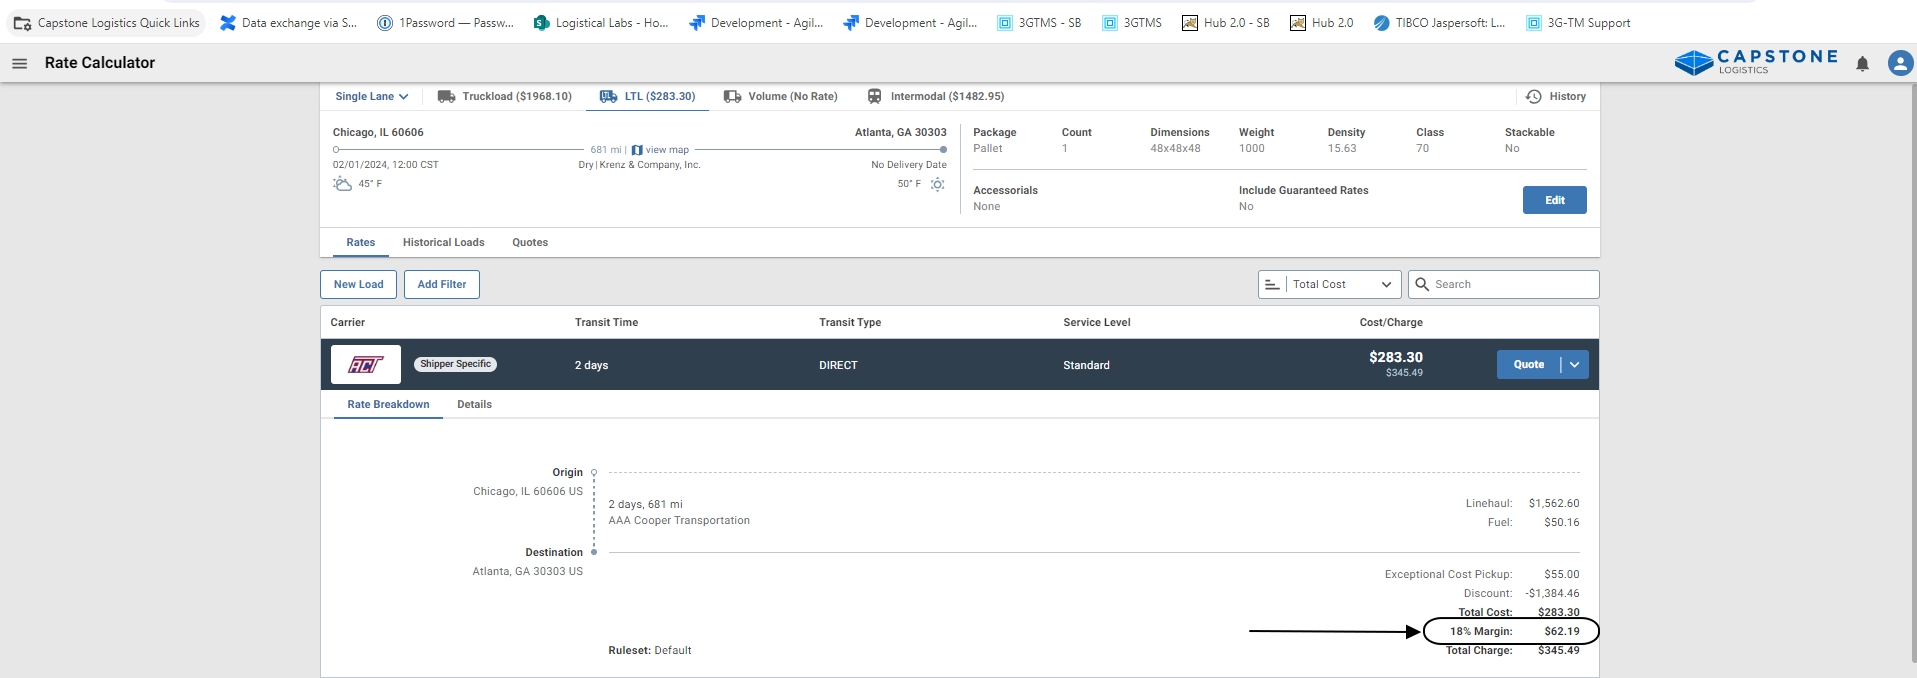 Capstone Logistics Quick Links Data exchange via S... 1Password — Passw... Logistical Labs - Ho... Development - Agil... Development - Agil... 3GTMS - SB 3GTMS Hub 2.0 - SB Hub 2.0 TIBCO Jaspersoft: L... 3G-TM Support
Rate Calculator
CAPSTONE
LOGISTICS
Single Lane Truckload ($1968.10) LTL ($283.30) Volume (No Rate) Intermodal ($1482.95) History
Chicago, IL 60606 Atlanta, GA 30303
681 mi | view map
02/01/2024, 12:00 CST Dry | Krenz & Company, Inc. No Delivery Date
45° F 50° F
Package Count Dimensions Weight Density Class Stackable
Pallet 1 48x48x48 1000 15.63 70 No
Accessorials Include Guaranteed Rates
None No
Edit
Rates Historical Loads Quotes
New Load Add Filter Total Cost Search
Carrier Transit Time Transit Type Service Level Cost/Charge
ACT Shipper Specific 2 days DIRECT Standard $283.30 Quote
$345.49
Rate Breakdown Details
Origin
Chicago, IL 60606 US
2 days, 681 mi Linehaul: $1,562.60
AAA Cooper Transportation Fuel: $50.16
Destination
Atlanta, GA 30303 US Exceptional Cost Pickup: $55.00
Discount: -$1,384.46
Total Cost: $283.30
18% Margin: $62.19
Ruleset: Default Total Charge: $345.49